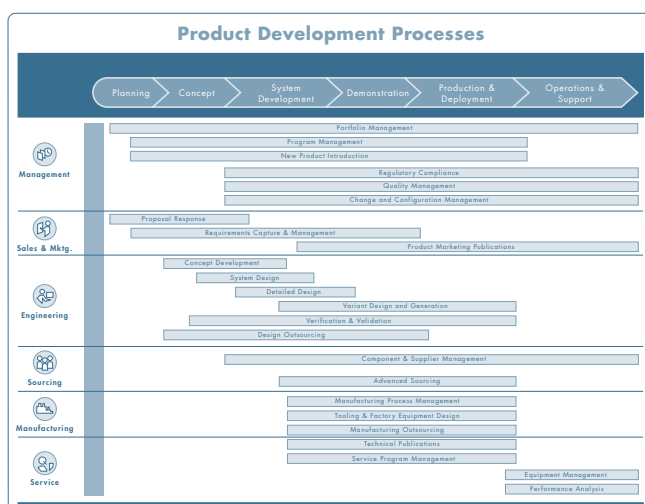 Product Development Processes
Planning
Concept
System
Development
Demonstration
Production &
Deployment
Operations &
Support
Management
Portfolio Management
Program Management
New Product Introduction
Regulatory Compliance
Quality Management
Change and Configuration Management
Sales & Mktg.
Proposal Response
Requirements Capture & Management
Product Marketing Publications
Engineering
Concept Development
System Design
Detailed Design
Variant Design and Generation
Verification & Validation
Design Outsourcing
Sourcing
Component & Supplier Management
Advanced Sourcing
Manufacturing
Manufacturing Process Management
Tooling & Factory Equipment Design
Manufacturing Outsourcing
Service
Technical Publications
Service Program Management
Equipment Management
Performance Analysis